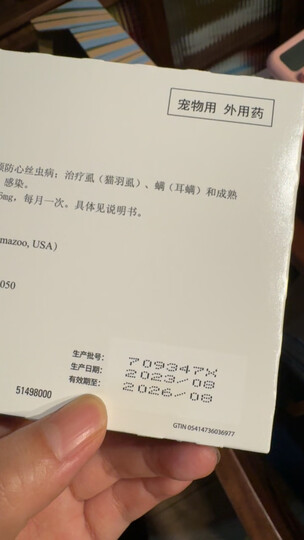 宠物用 外用药
预防心丝虫病；治疗虱（猫羽虱）、螨（耳螨）和成熟
感染。
6mg，每月一次。具体见说明书。
mazoo, USA）
050
生产批号： 709347X
生产日期： 2023/08
有效期至： 2026/08
51498000
GTIN 05414736036977